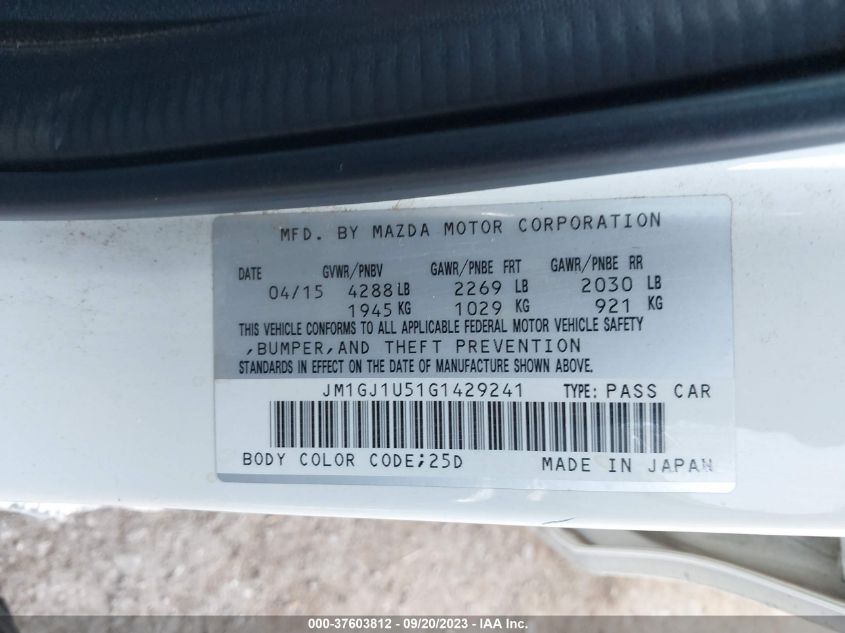 MFD. BY MAZDA MOTOR CORPORATION
DATE GVWR/PNBV GAWR/PNBE FRT GAWR/PNBE RR
04/15 4288 LB 2269 LB 2030 LB
1945 KG 1029 KG 921 KG
THIS VEHICLE CONFORMS TO ALL APPLICABLE FEDERAL MOTOR VEHICLE SAFETY
,BUMPER,AND THEFT PREVENTION
STANDARDS IN EFFECT ON THE DATE OF MANUFACTURE SHOWN ABOVE.
JM1GJ1U51G1429241 TYPE: PASS CAR
BODY COLOR CODE;25D MADE IN JAPAN
000-37603812 - 09/20/2023 - IAA Inc.